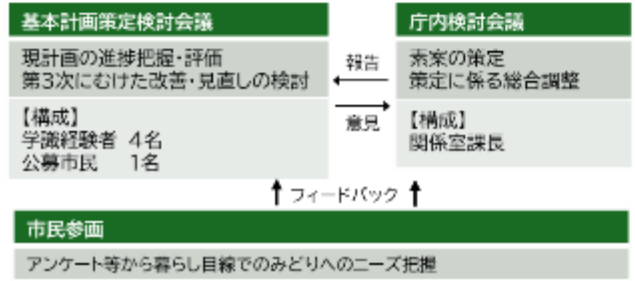 基本計画策定検討会議
現計画の進捗把握・評価
第3次にむけた改善・見直しの検討
【構成】
学識経験者 4名
公募市民 1名
報告
意見
庁内検討会議
素案の策定
策定に係る総合調整
【構成】
関係室課長
フィードバック
市民参画
アンケート等から暮らし目線でのみどりへのニーズ把握